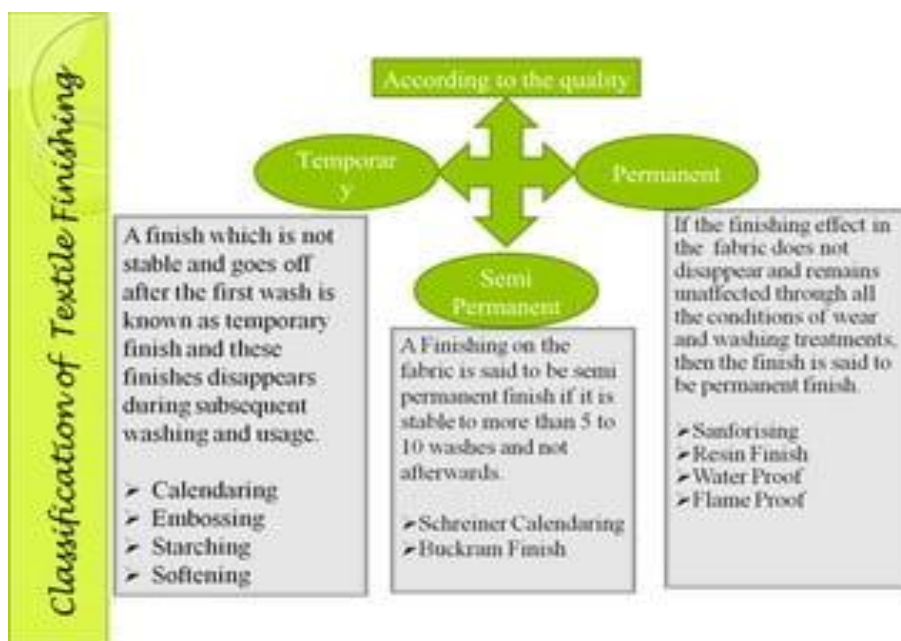 Classification of Textile Finishing
According to the quality
Temporar
y
A finish which is not
stable and goes off
after the first wash is
known as temporary
finish and these
finishes disappears
during subsequent
washing and usage.
➤ Calendaring
➤ Embossing
➤ Starching
➤ Softening
Semi
Permanent
A Finishing on the
fabric is said to be semi
permanent finish if it is
stable to more than 5 to
10 washes and not
afterwards.
➤Schreiner Calendaring
➤Buckram Finish
Permanent
If the finishing effect in
the fabric does not
disappear and remains
unaffected through all
the conditions of wear
and washing treatments,
then the finish is said to
be permanent finish.
➤Sanforising
➤Resin Finish
➤Water Proof
➤Flame Proof